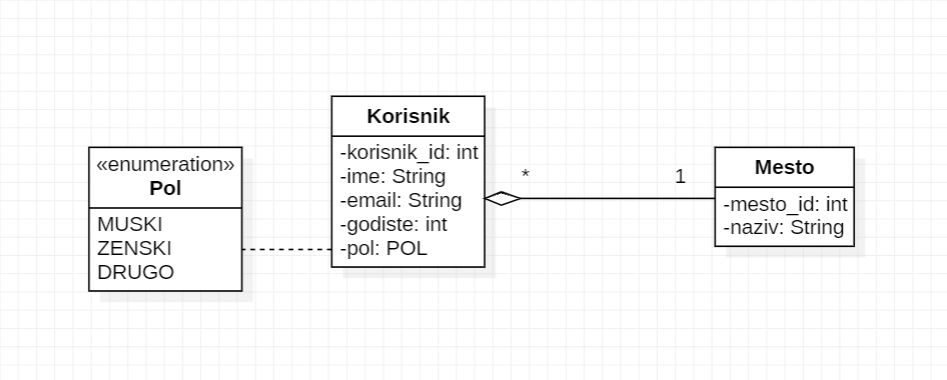 «enumeration»
Pol
MUSKI
ZENSKI
DRUGO
Korisnik
-korisnik_id: int
-ime: String
-email: String
-godiste: int
-pol: POL
*
1
Mesto
-mesto_id: int
-naziv: String